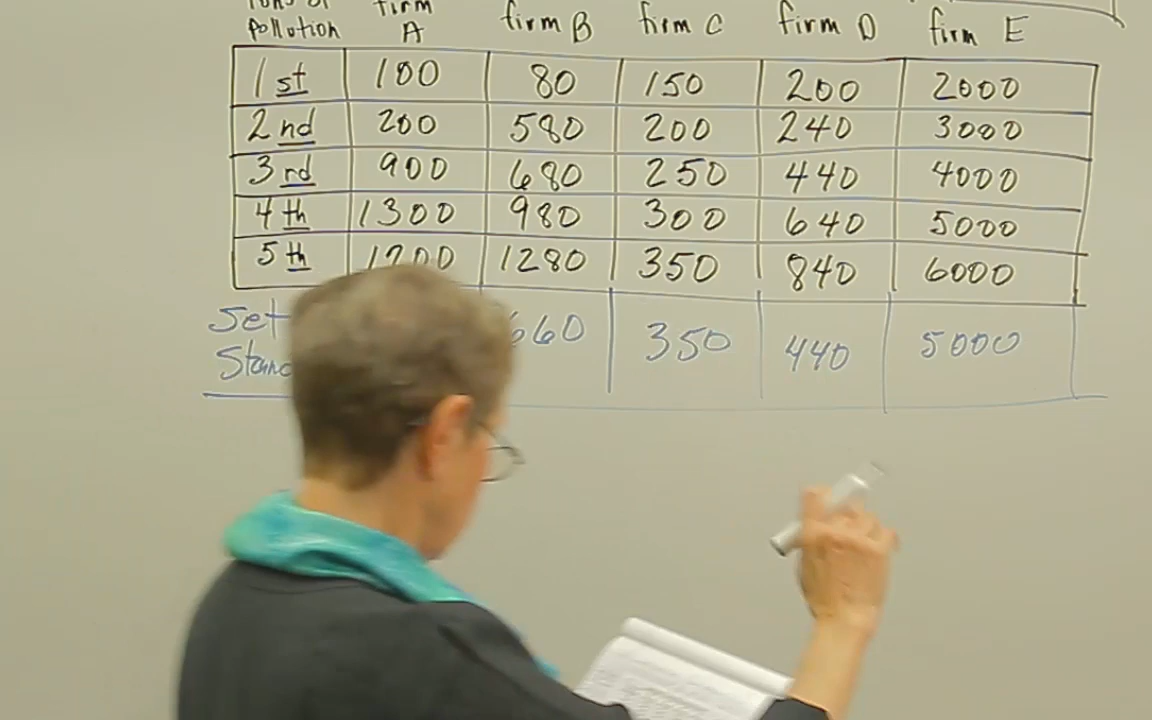 Pollution
firm A firm B firm C firm D firm E
1st 100 80 150 200 2000
2nd 200 580 200 240 3000
3rd 900 680 250 440 4000
4th 1300 980 300 640 5000
5th 1280 350 840 6000
Set 350 440 5000